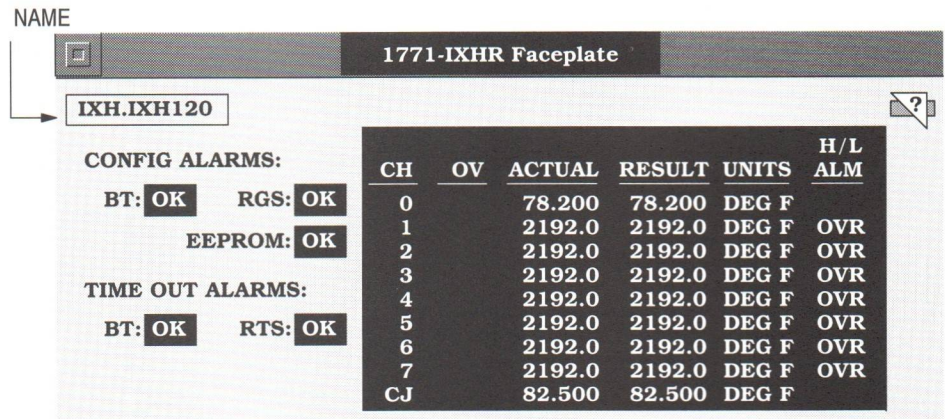 NAME
1771-IXHR Faceplate
IXH.IXH120
?
CONFIG ALARMS:
BT: OK RGS: OK
EEPROM: OK
TIME OUT ALARMS:
BT: OK RTS: OK
H/L
CH OV ACTUAL RESULT UNITS ALM
0 78.200 78.200 DEG F
1 2192.0 2192.0 DEG F OVR
2 2192.0 2192.0 DEG F OVR
3 2192.0 2192.0 DEG F OVR
4 2192.0 2192.0 DEG F OVR
5 2192.0 2192.0 DEG F OVR
6 2192.0 2192.0 DEG F OVR
7 2192.0 2192.0 DEG F OVR
CJ 82.500 82.500 DEG F